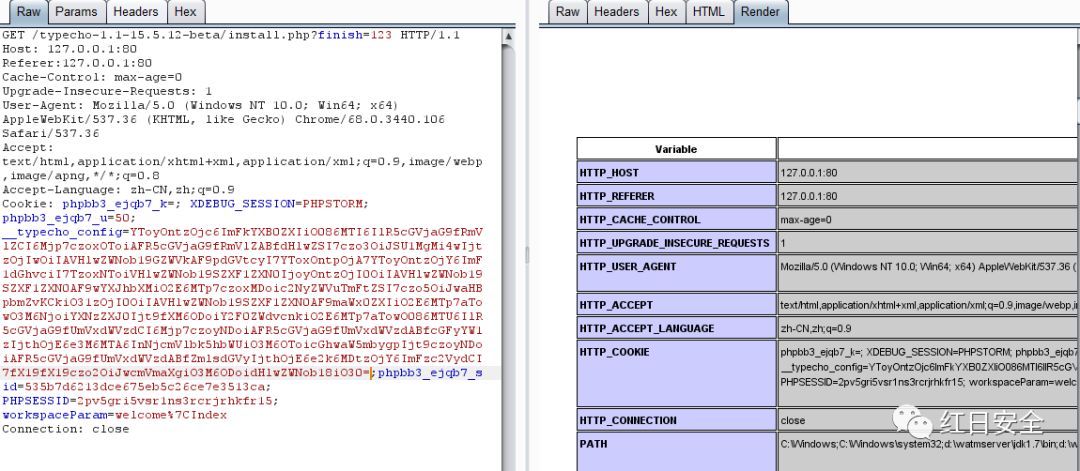 Raw Params Headers Hex
GET /typecho-1.1-15.5.12-beta/install.php?finish=123 HTTP/1.1
Host: 127.0.0.1:80
Referer:127.0.0.1:80
Cache-Control: max-age=0
Upgrade-Insecure-Requests: 1
User-Agent: Mozilla/5.0 (Windows NT 10.0; Win64; x64)
AppleWebKit/537.36 (KHTML, like Gecko) Chrome/68.0.3440.106
Safari/537.36
Accept:
text/html,application/xhtml+xml,application/xml;q=0.9,image/webp
,image/apng,*/*;q=0.8
Accept-Language: zh-CN,zh;q=0.9
Cookie: phpbb3_ejqb7_k=; XDEBUG_SESSION=PHPSTORM;
phpbb3_ejqb7_u=50;
__typecho_config=
;phpbb3_ejqb7_s
id=535b7d6213dce675eb5c26ce7e3513ca;
PHPSESSID=2pv5gri5vsr1ns3rcrjrhkfr15;
workspaceParam=welcome%7CIndex
Connection: close
Raw Headers Hex HTML Render
Variable
HTTP_HOST 127.0.0.1:80
HTTP_REFERER 127.0.0.1:80
HTTP_CACHE_CONTROL max-age=0
HTTP_UPGRADE_INSECURE_REQUESTS 1
HTTP_USER_AGENT Mozilla/5.0 (Windows NT 10.0; Win64; x64) AppleWebKit/537.36 (
HTTP_ACCEPT text/html,application/xhtml+xml,application/xml;q=0.9,image/webp,i
HTTP_ACCEPT_LANGUAGE zh-CN,zh;q=0.9
HTTP_COOKIE phpbb3_ejqb7_k=; XDEBUG_SESSION=PHPSTORM; phpbb3_ejqb7_u=50;
PHPSESSID=2pv5gri5vsr1ns3rcrjrhkfr15; workspaceParam=welc
HTTP_CONNECTION close
PATH C:\Windows;C:\Windows\system32;d:\watmserver\jdk1.7\bin;d:\w
红日安全